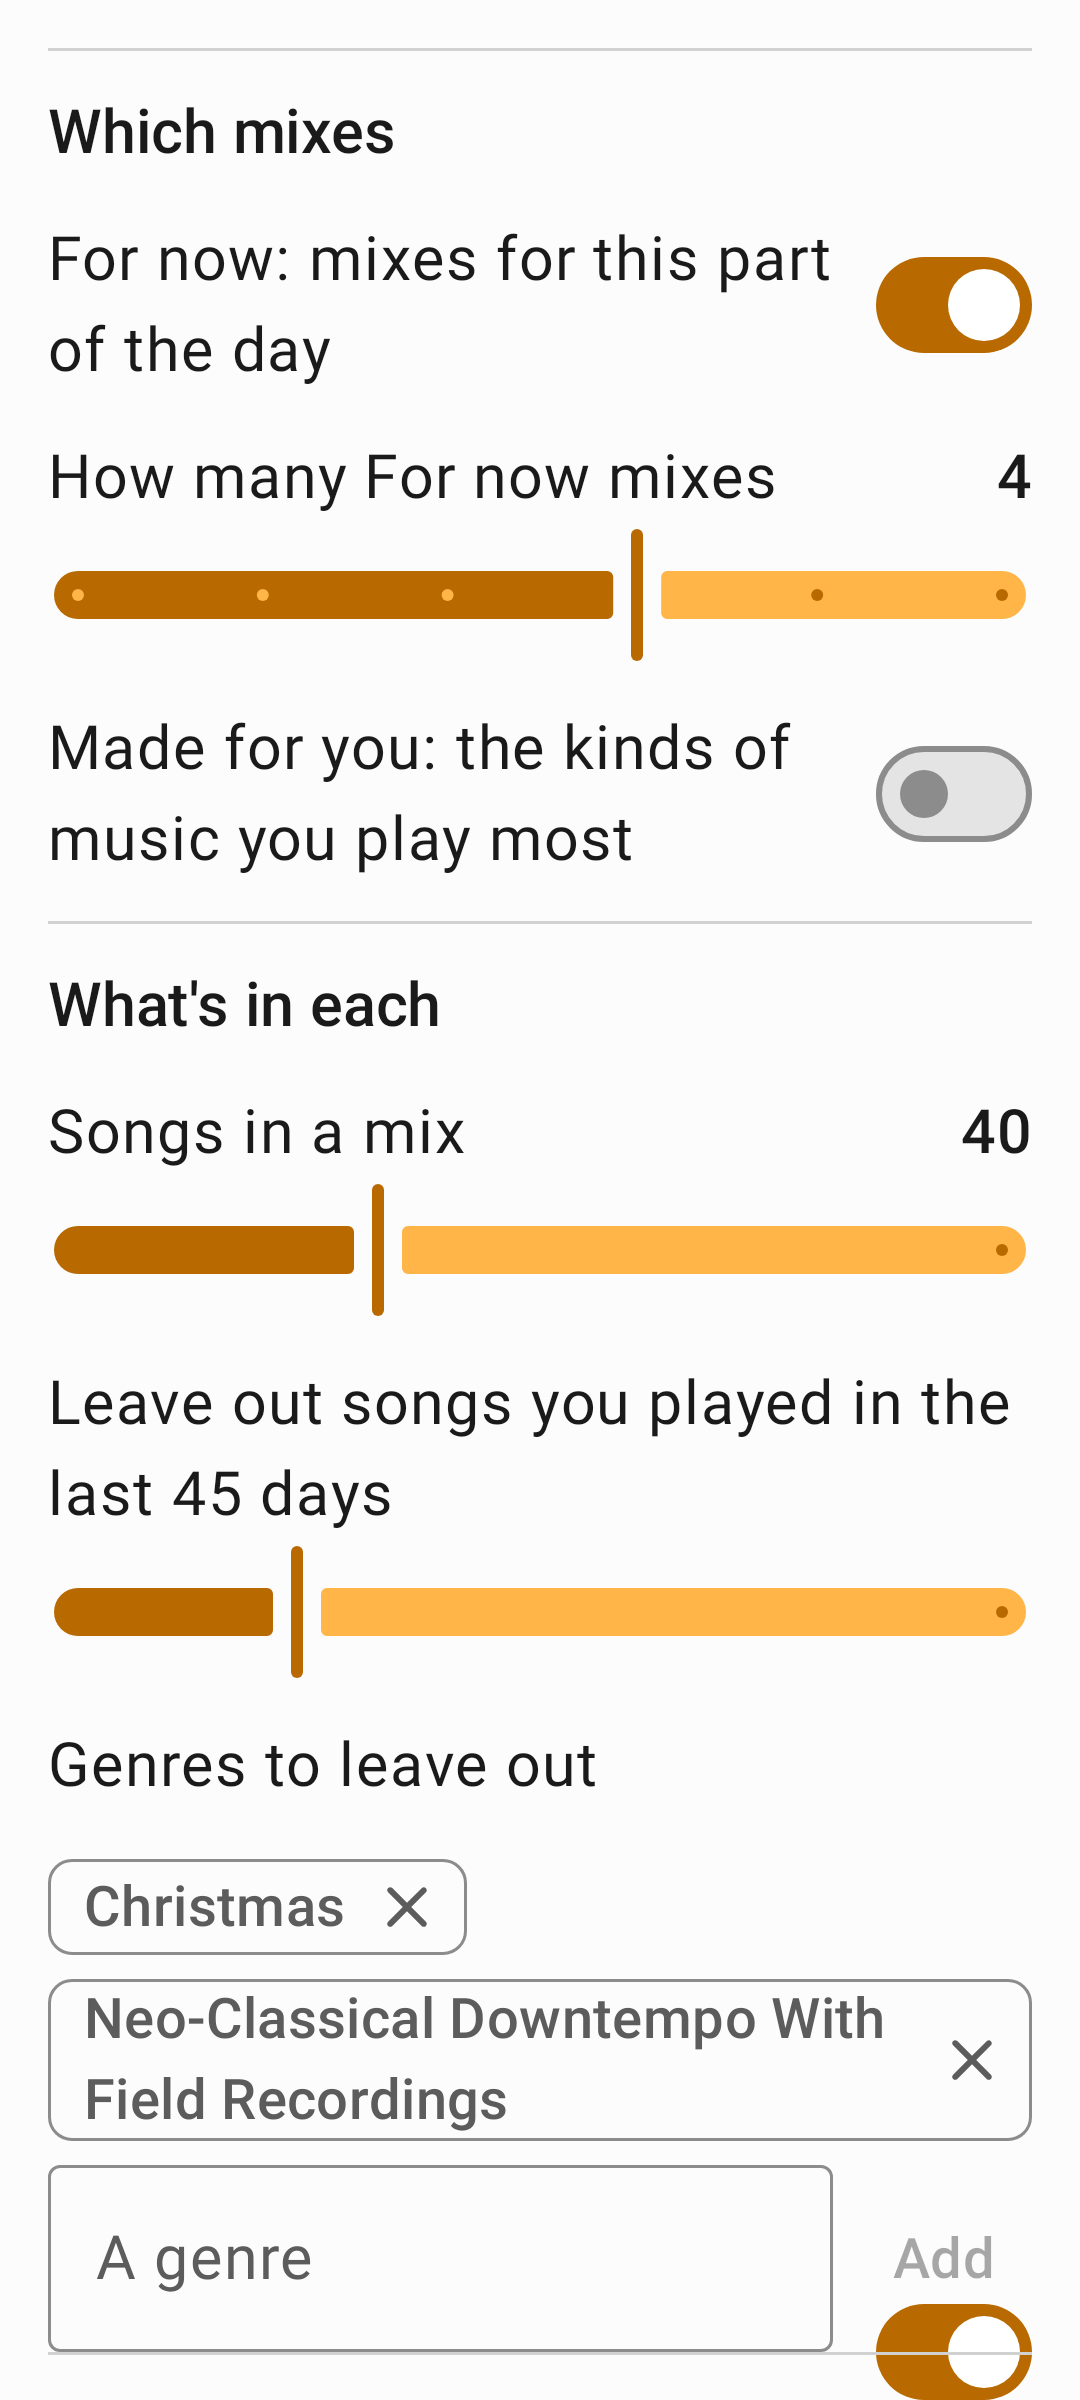 Which mixes
For now: mixes for this part
of the day
How many For now mixes 4
Made for you: the kinds of
music you play most
What's in each
Songs in a mix 40
Leave out songs you played in the
last 45 days
Genres to leave out
Christmas
Neo-Classical Downtempo With
Field Recordings
A genre Add